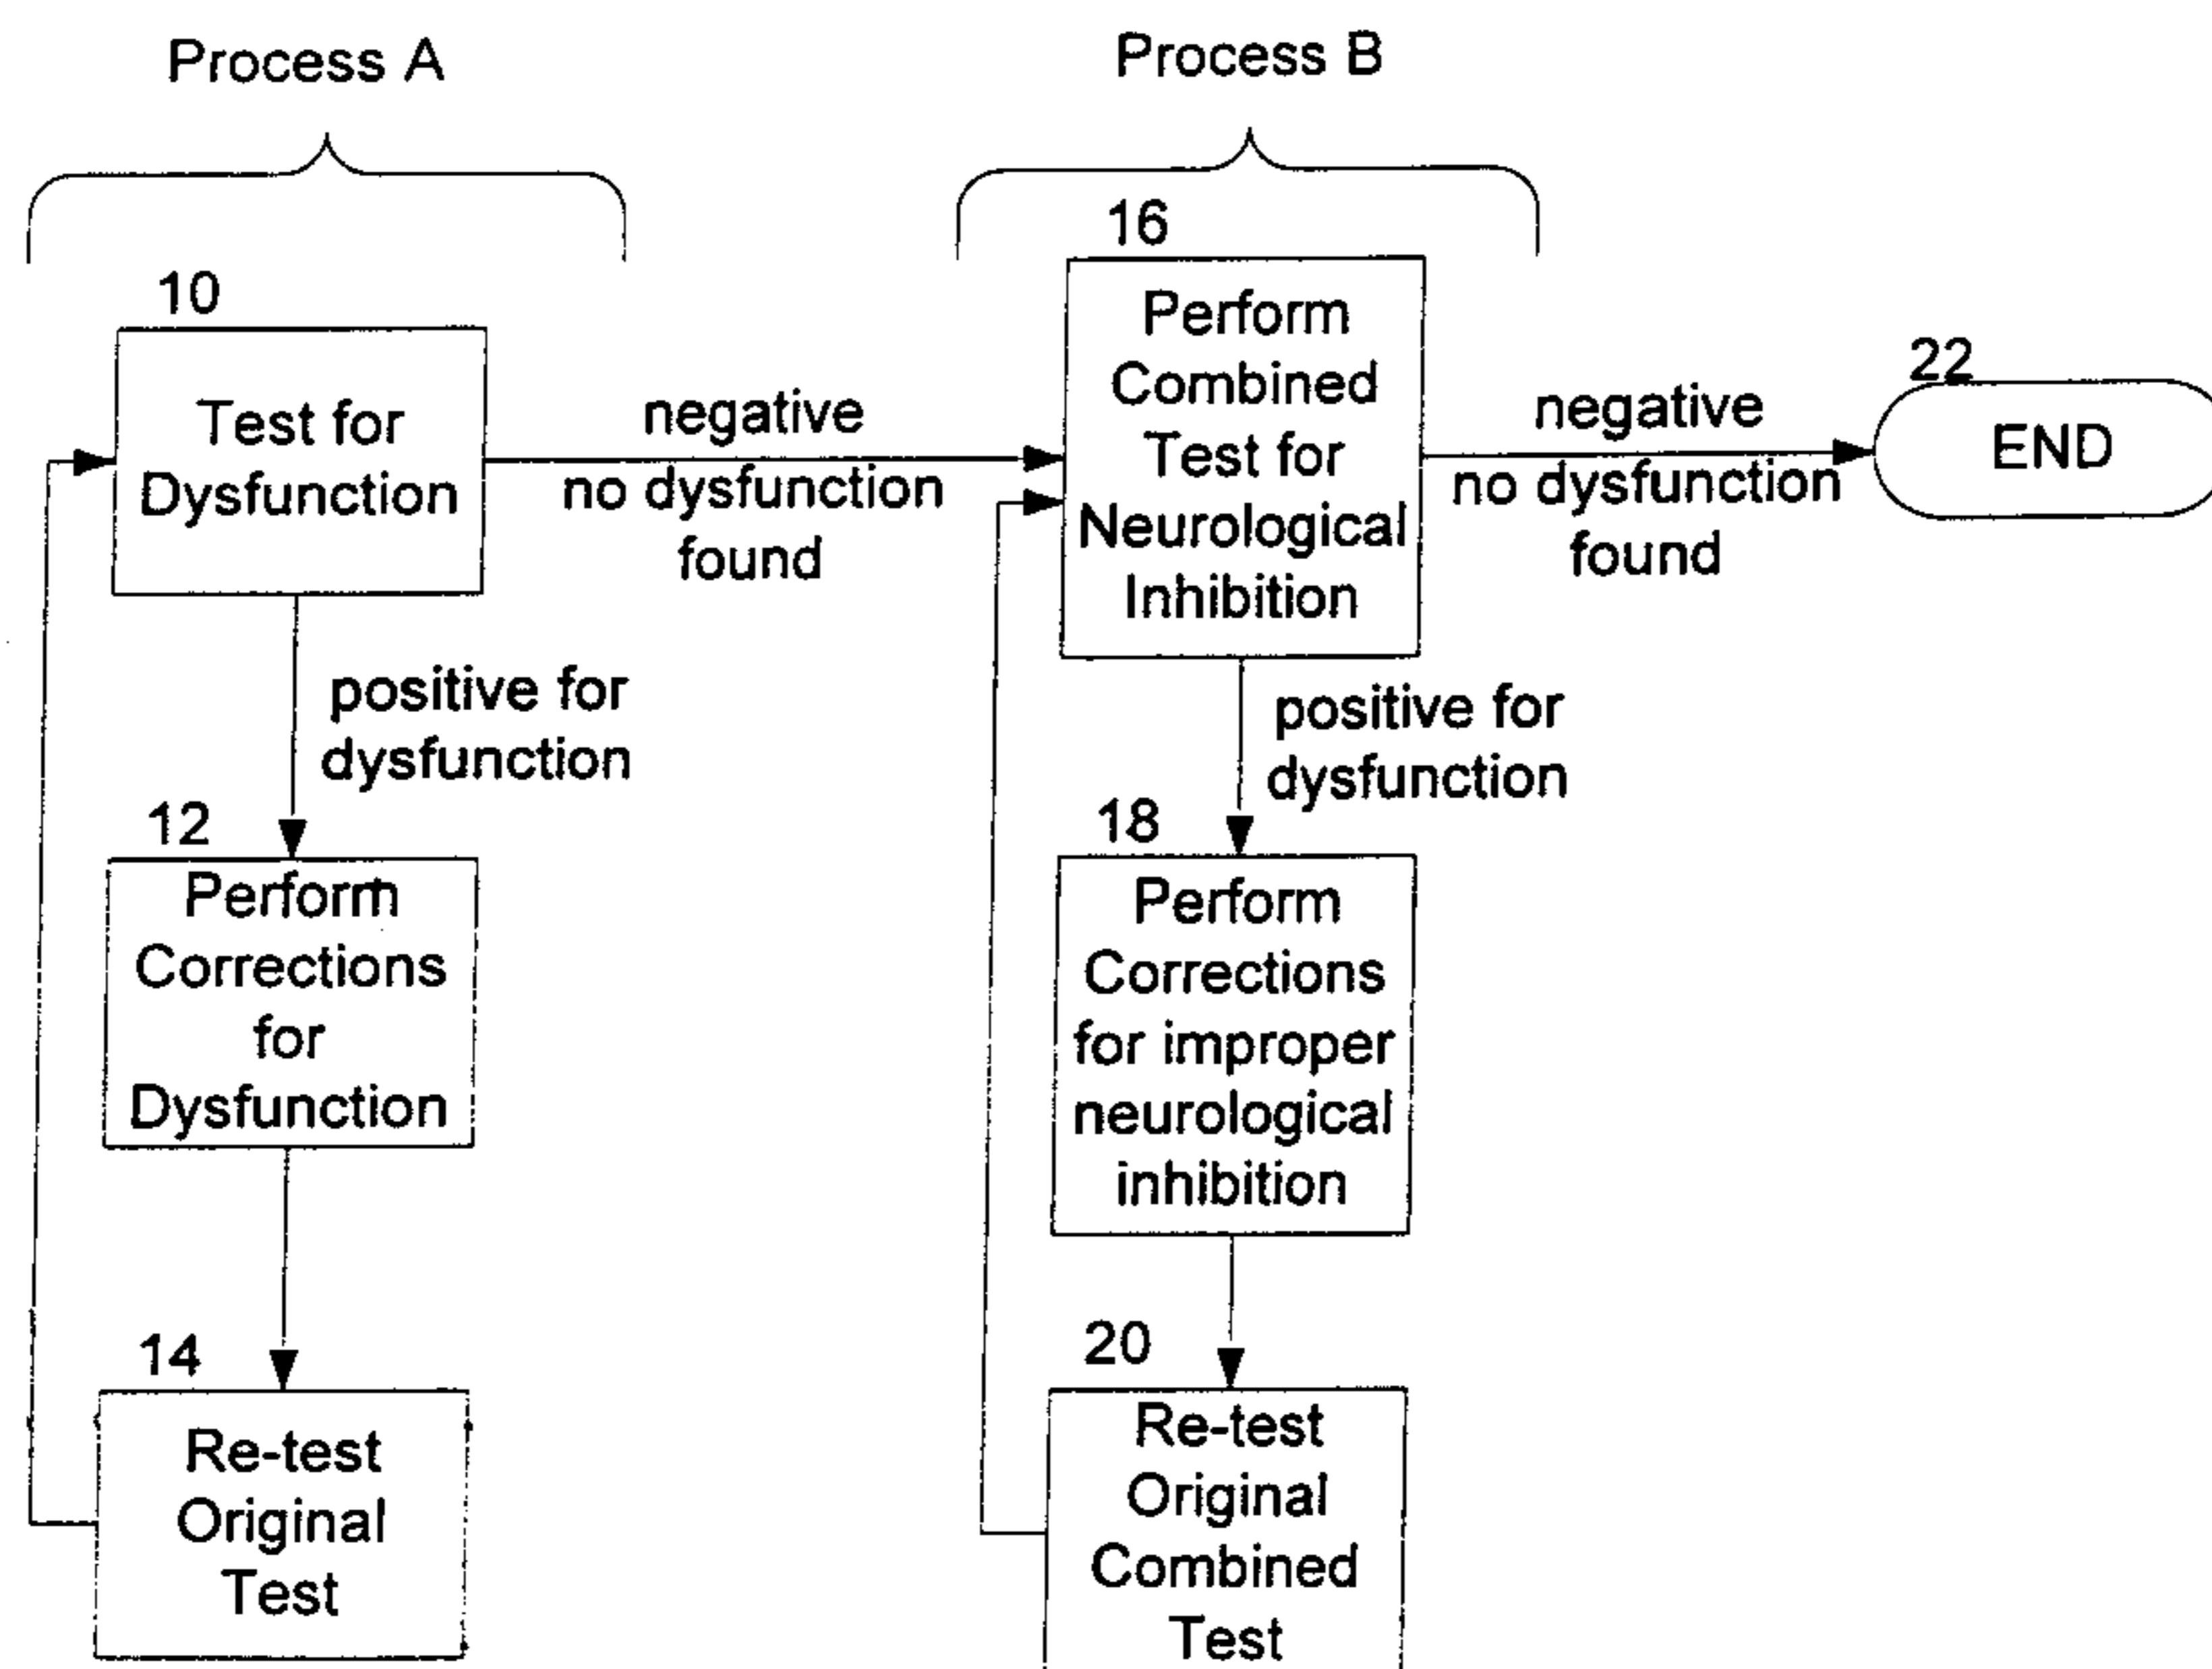 Process A
10
Test for
Dysfunction
negative
no dysfunction
found
positive for
dysfunction
12
Perform
Corrections
for
Dysfunction
14
Re-test
Original
Test
Process B
16
Perform
Combined
Test for
Neurological
Inhibition
negative
no dysfunction
found
22
END
positive for
dysfunction
18
Perform
Corrections
for improper
neurological
inhibition
20
Re-test
Original
Combined
Test